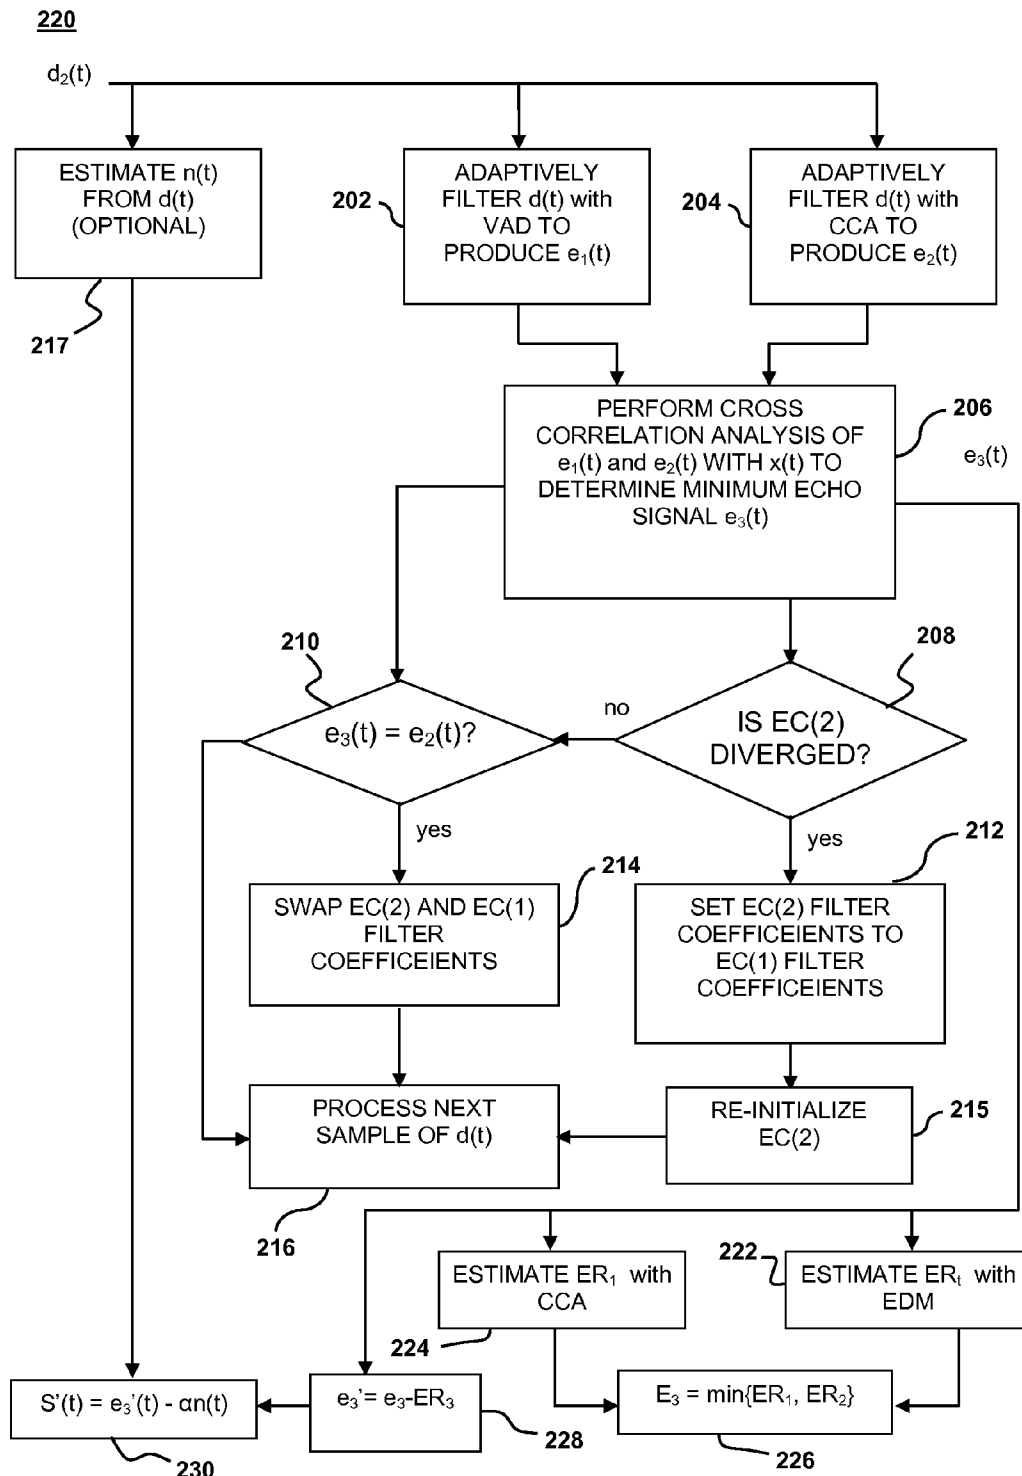 220
d₂(t)
ESTIMATE n(t)
FROM d(t)
(OPTIONAL)
217
202
ADAPTIVELY
FILTER d(t) with
VAD TO
PRODUCE e₁(t)
204
ADAPTIVELY
FILTER d(t) with
CCA TO
PRODUCE e₂(t)
PERFORM CROSS
CORRELATION ANALYSIS OF
e₁(t) and e₂(t) WITH x(t) TO
DETERMINE MINIMUM ECHO
SIGNAL e₃(t)
206
e₃(t)
210
208
e₃(t) = e₂(t)?
no
IS EC(2)
DIVERGED?
yes
yes
214
212
SWAP EC(2) AND EC(1)
FILTER
COEFFICEIENTS
SET EC(2) FILTER
COEFFICEIENTS TO
EC(1) FILTER
COEFFICEIENTS
PROCESS NEXT
SAMPLE OF d(t)
216
RE-INITIALIZE
EC(2)
215
ESTIMATE ER₁ with
CCA
224
222
ESTIMATE ERₜ with
EDM
S'(t) = e₃'(t) - αn(t)
230
e₃'= e₃-ER₃
228
E₃ = min{ER₁, ER₂}
226